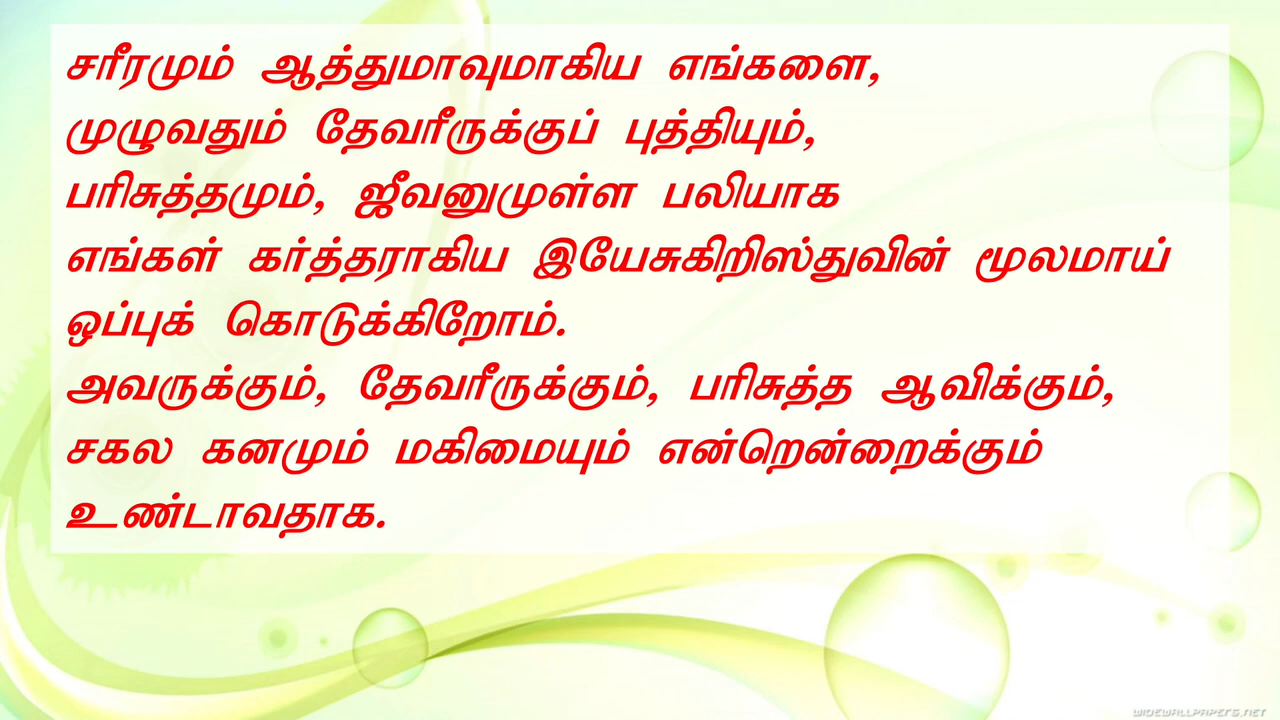 சரீரமும் ஆத்துமாவுமாகிய எங்களை,
முழுவதும் தேவரீருக்குப் புத்தியும்,
பரிசுத்தமும், ஜீவனுமுள்ள பலியாக
எங்கள் கர்த்தராகிய இயேசுகிறிஸ்துவின் மூலமாய்
ஒப்புக் கொடுக்கிறோம்.
அவருக்கும், தேவரீருக்கும், பரிசுத்த ஆவிக்கும்,
சகல கனமும் மகிமையும் என்றென்றைக்கும்
உண்டாவதாக.
WIDEWALLPAPERS.NET